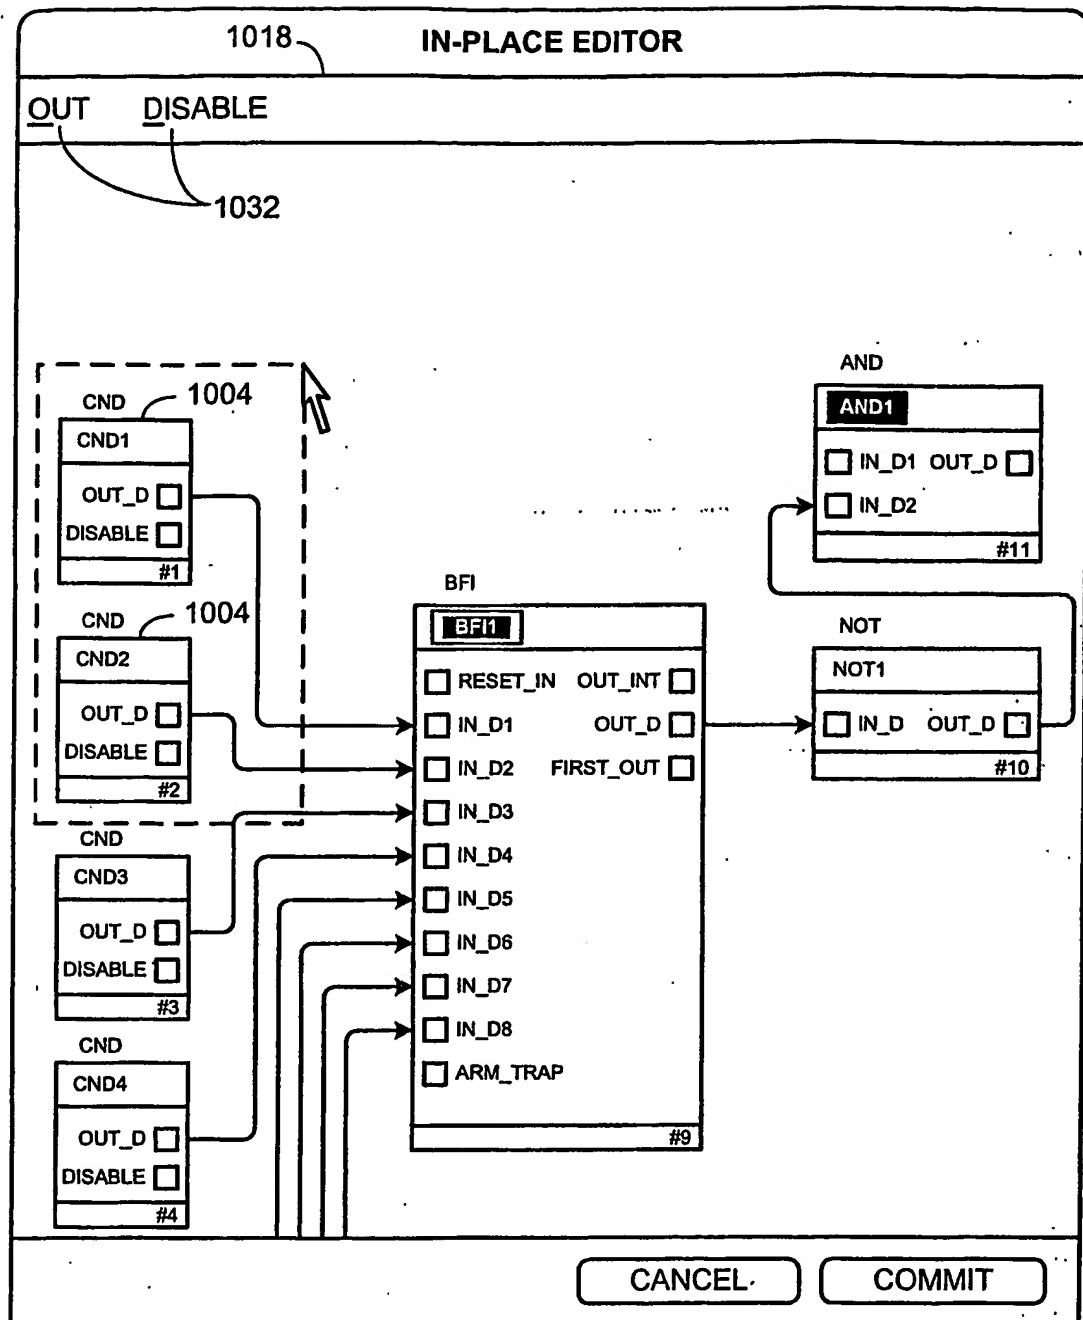 1018
IN-PLACE EDITOR
OUT DISABLE
1032
CND
1004
CND1
OUT_D
DISABLE
#1
CND
1004
CND2
OUT_D
DISABLE
#2
CND
CND3
OUT_D
DISABLE
#3
CND
CND4
OUT_D
DISABLE
#4
BFI
BFI1
RESET_IN OUT_INT
IN_D1 OUT_D
IN_D2 FIRST_OUT
IN_D3
IN_D4
IN_D5
IN_D6
IN_D7
IN_D8
ARM_TRAP
#9
AND
AND1
IN_D1 OUT_D
IN_D2
#11
NOT
NOT1
IN_D OUT_D
#10
CANCEL
COMMIT